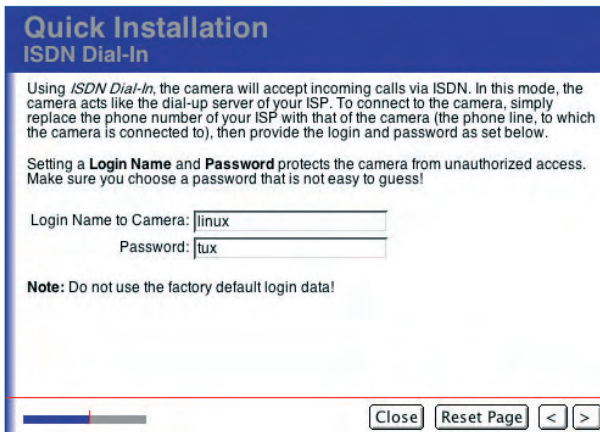 Quick Installation
ISDN Dial-In
Using ISDN Dial-In, the camera will accept incoming calls via ISDN. In this mode, the
camera acts like the dial-up server of your ISP. To connect to the camera, simply
replace the phone number of your ISP with that of the camera (the phone line, to which
the camera is connected to), then provide the login and password as set below.
Setting a Login Name and Password protects the camera from unauthorized access.
Make sure you choose a password that is not easy to guess!
Login Name to Camera: linux
Password: tux
Note: Do not use the factory default login data!
Close Reset Page < >